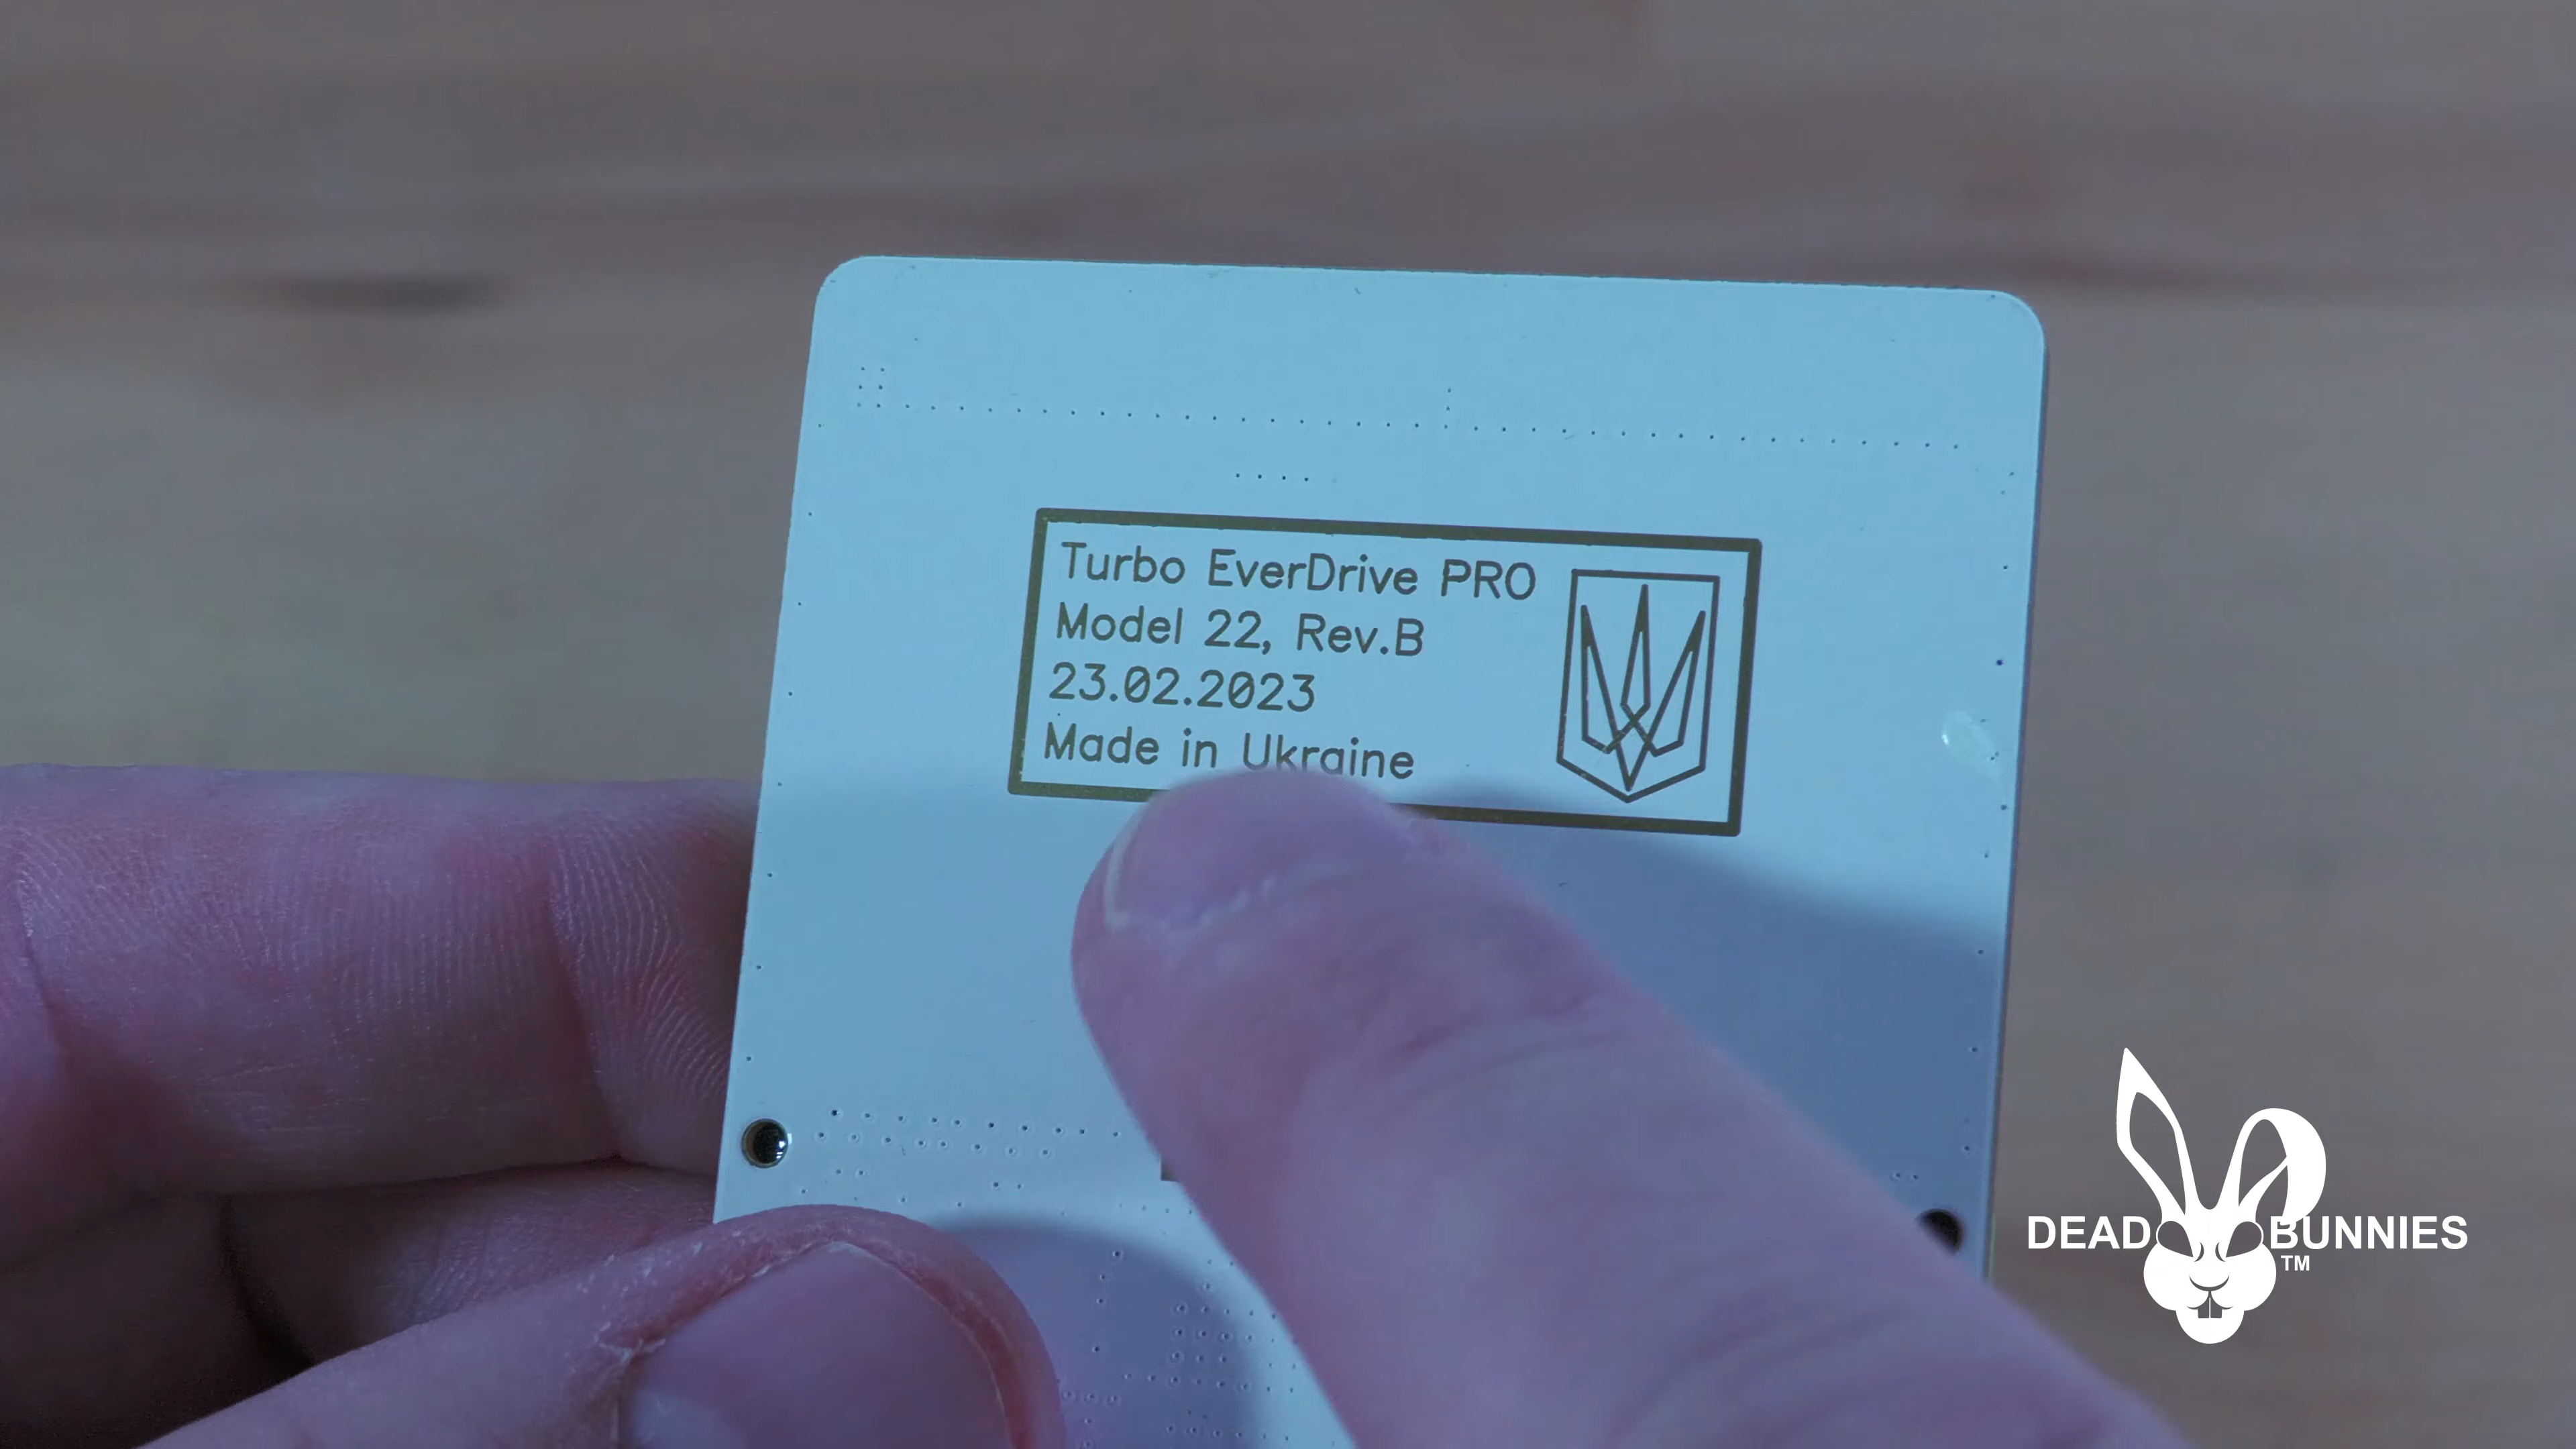 Turbo EverDrive PRO
Model 22, Rev.B
23.02.2023
Made in Ukraine
DEAD BUNNIES
TM